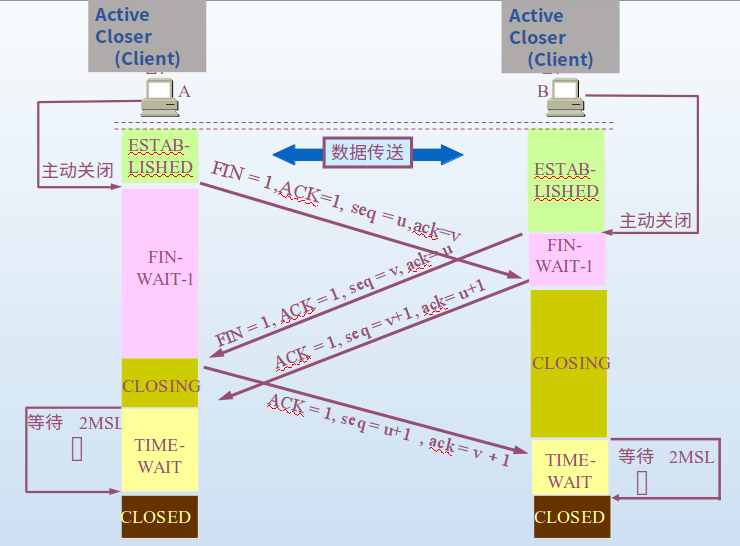 Active
Closer
(Client)
Active
Closer
(Client)
A
B
ESTAB-
LISHED
数据传送
ESTAB-
LISHED
主动关闭
主动关闭
FIN = 1,ACK=1, seq = u,ack=v
FIN-
WAIT-1
FIN-
WAIT-1
FIN = 1, ACK = 1, seq = v, ack= u
ACK = 1, seq = v+1, ack= u+1
CLOSING
CLOSING
ACK = 1, seq = u+1 , ack = v + 1
等待 2MSL
TIME-
WAIT
TIME-
WAIT
等待 2MSL
CLOSED
CLOSED